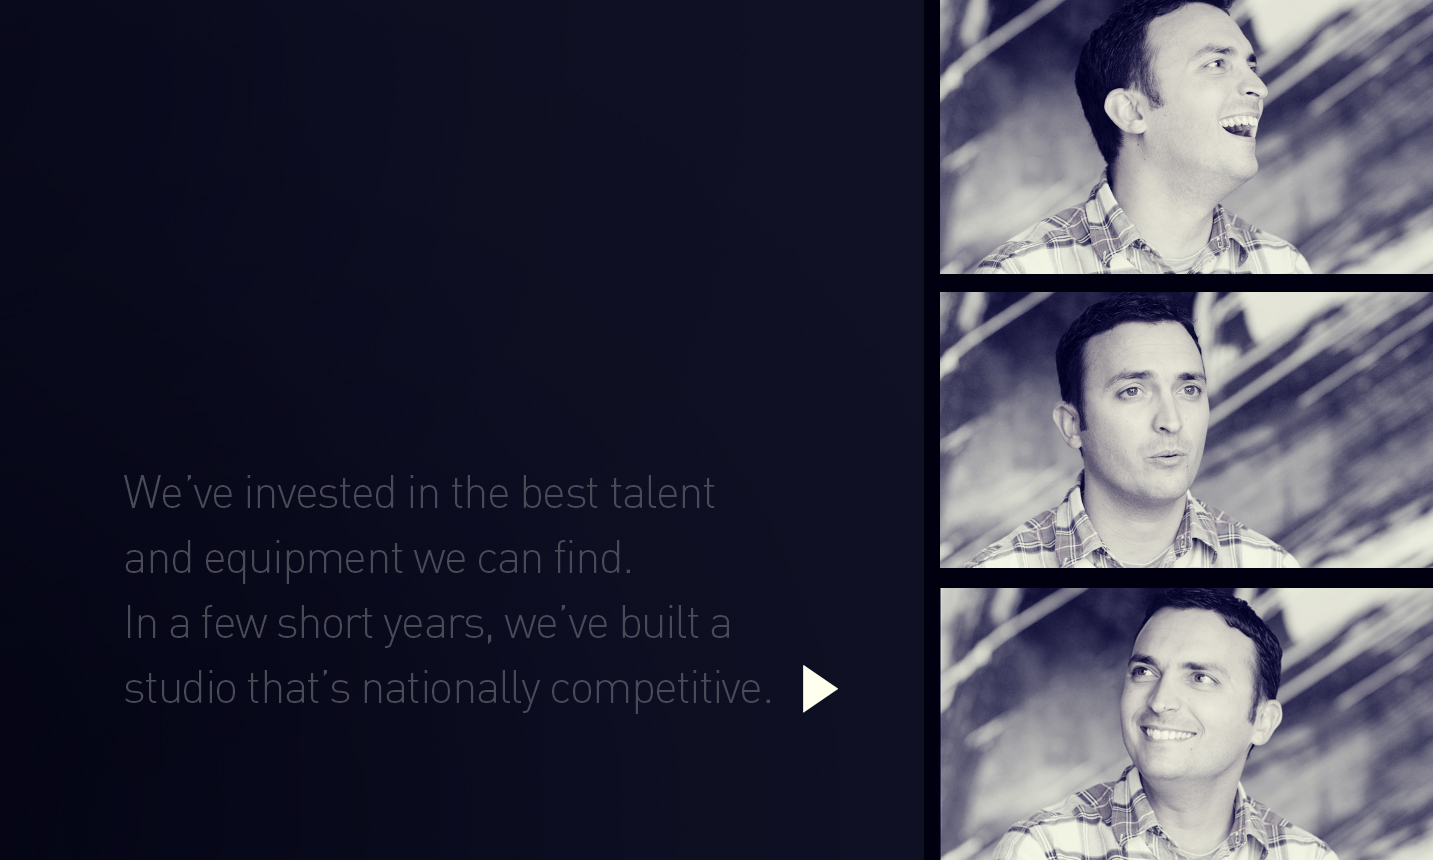 We’ve invested in the best talent
and equipment we can find.
In a few short years, we’ve built a
studio that’s nationally competitive.